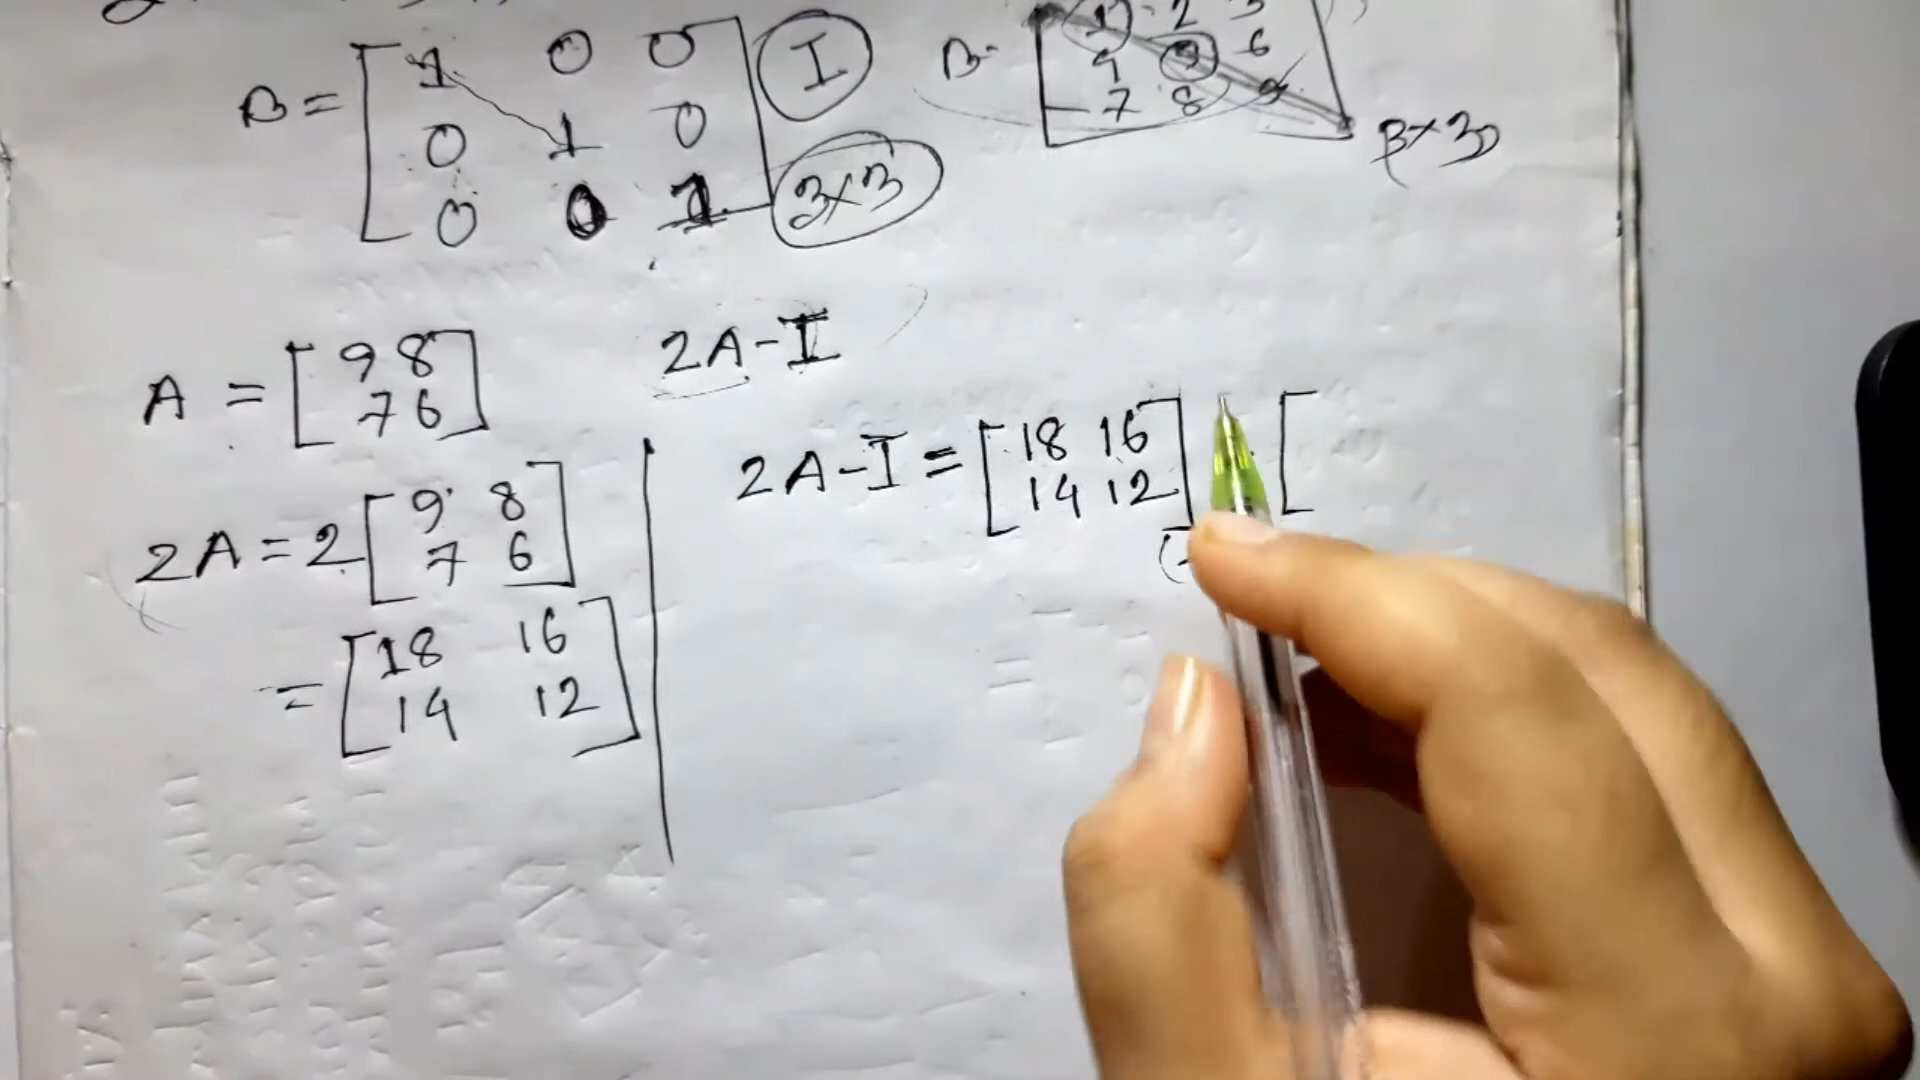 B = [ 1 0 0 I B = [ 1 2 3
0 1 0 4 5 6
0 0 1 ] 3×3 7 8 9 ] 3×3
A = [ 9 8
7 6 ]
2A-I
2A = 2 [ 9 8
7 6 ]
= [ 18 16
14 12 ]
2A-I = [ 18 16
14 12 ] [